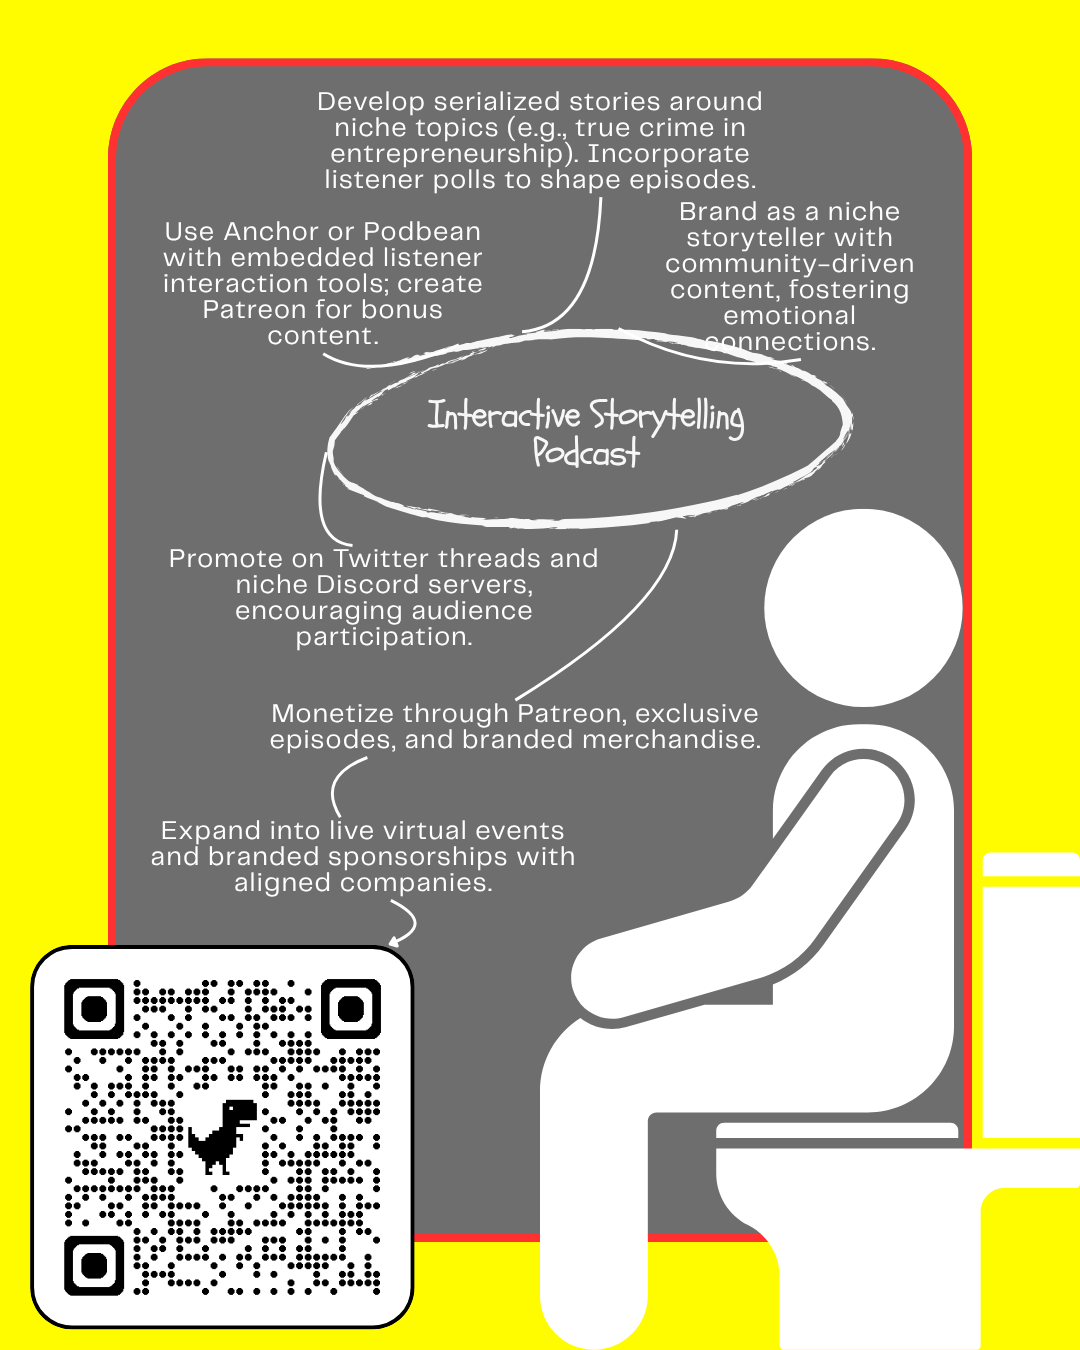 Develop serialized stories around
niche topics (e.g., true crime in
entrepreneurship). Incorporate
listener polls to shape episodes.
Use Anchor or Podbean
with embedded listener
interaction tools; create
Patreon for bonus
content.
Brand as a niche
storyteller with
community-driven
content, fostering
emotional
connections.
Interactive Storytelling
Podcast
Promote on Twitter threads and
niche Discord servers,
encouraging audience
participation.
Monetize through Patreon, exclusive
episodes, and branded merchandise.
Expand into live virtual events
and branded sponsorships with
aligned companies.